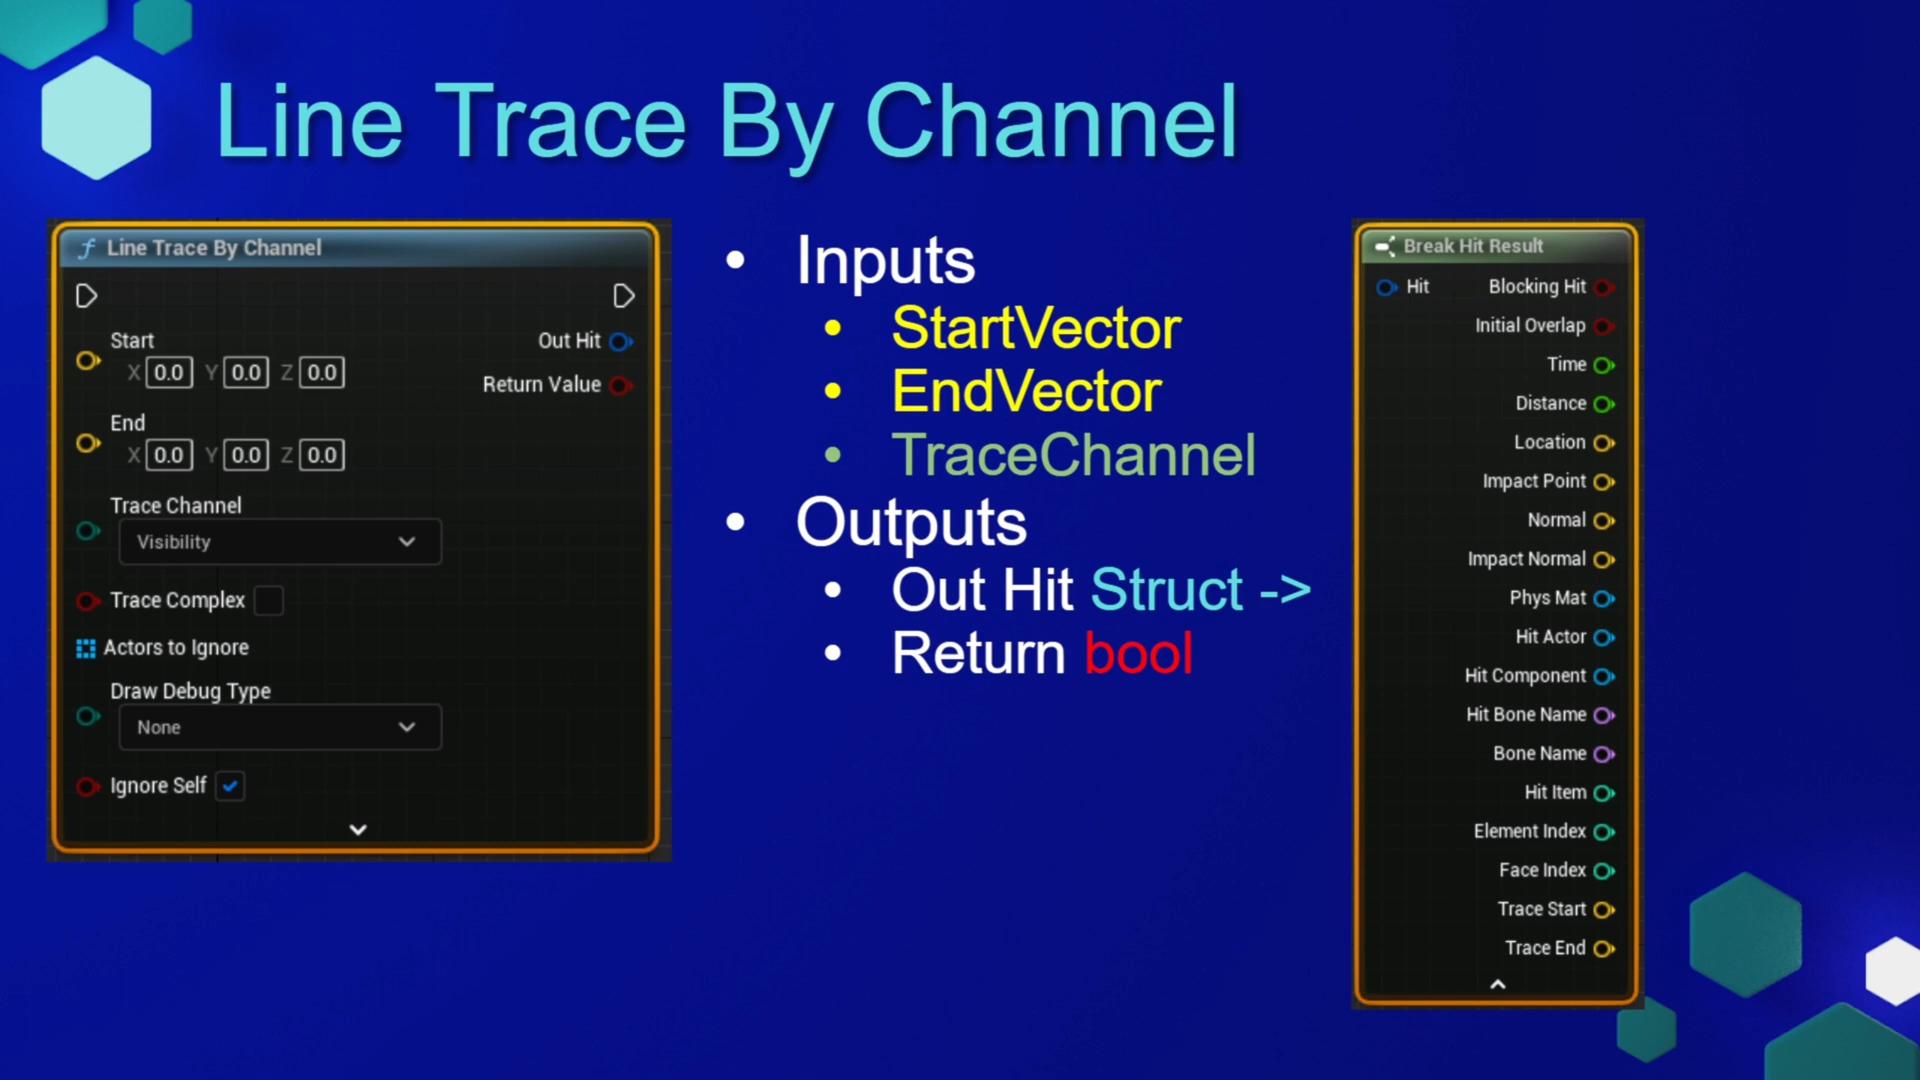 Line Trace By Channel
Line Trace By Channel
Start
X 0.0 Y 0.0 Z 0.0
End
X 0.0 Y 0.0 Z 0.0
Trace Channel
Visibility
Trace Complex
Actors to Ignore
Draw Debug Type
None
Ignore Self
Out Hit
Return Value
• Inputs
• StartVector
• EndVector
• TraceChannel
• Outputs
• Out Hit Struct ->
• Return bool
Break Hit Result
Hit Blocking Hit
Initial Overlap
Time
Distance
Location
Impact Point
Normal
Impact Normal
Phys Mat
Hit Actor
Hit Component
Hit Bone Name
Bone Name
Hit Item
Element Index
Face Index
Trace Start
Trace End